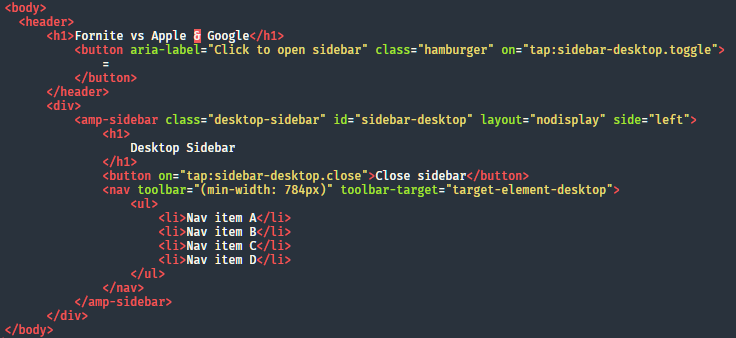 <body>
<header>
<h1>Fornite vs Apple & Google</h1>
<button aria-label="Click to open sidebar" class="hamburger" on="tap:sidebar-desktop.toggle">
=
</button>
</header>
<div>
<amp-sidebar class="desktop-sidebar" id="sidebar-desktop" layout="nodisplay" side="left">
<h1>
Desktop Sidebar
</h1>
<button on="tap:sidebar-desktop.close">Close sidebar</button>
<nav toolbar="(min-width: 784px)" toolbar-target="target-element-desktop">
<ul>
<li>Nav item A</li>
<li>Nav item B</li>
<li>Nav item C</li>
<li>Nav item D</li>
</ul>
</nav>
</amp-sidebar>
</div>
</body>